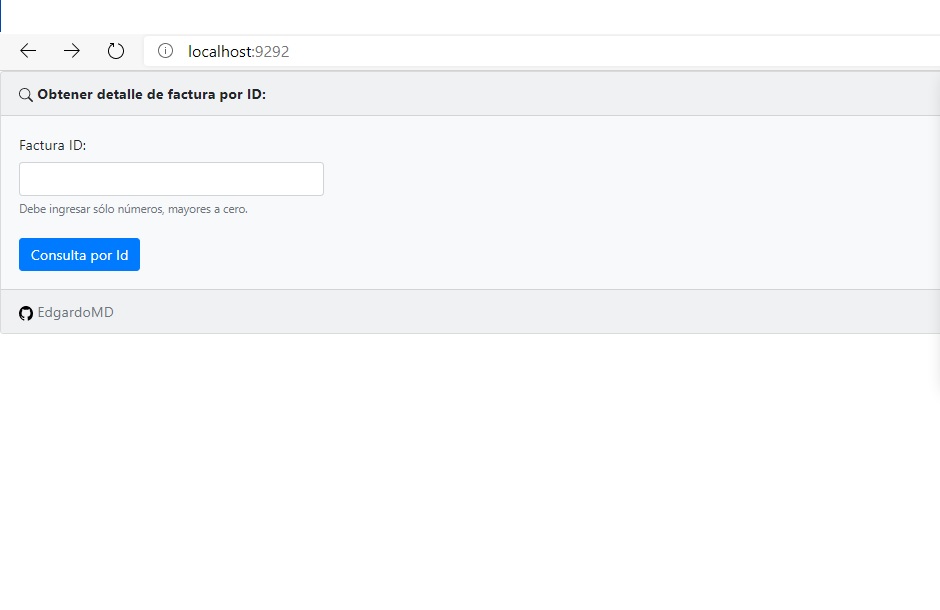 localhost:9292
Obtener detalle de factura por ID:
Factura ID:
Debe ingresar sólo números, mayores a cero.
Consulta por Id
EdgardoMD